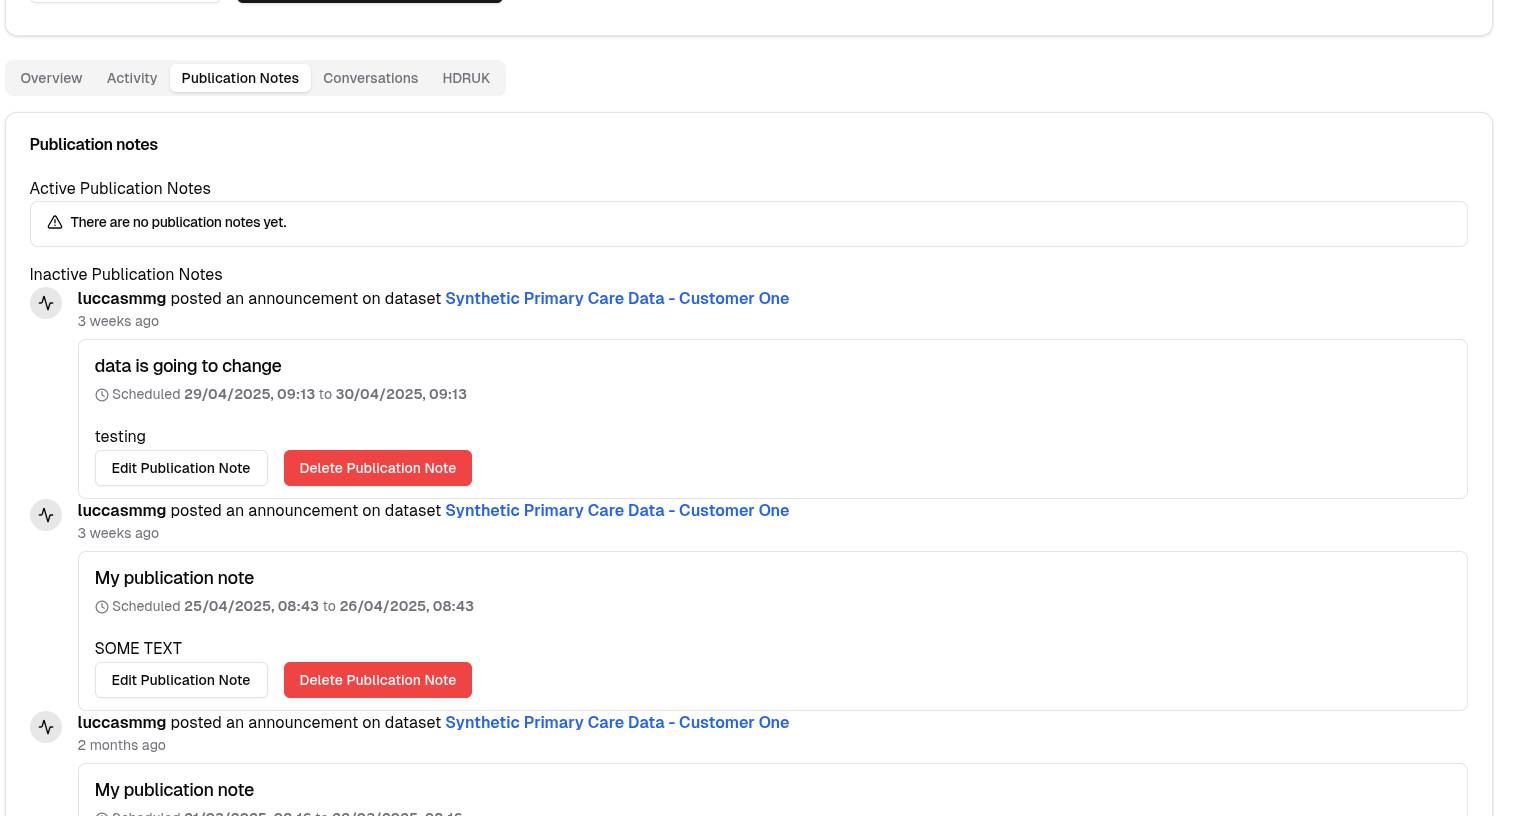 Overview Activity Publication Notes Conversations HDRUK
Publication notes
Active Publication Notes
There are no publication notes yet.
Inactive Publication Notes
luccasmmg posted an announcement on dataset Synthetic Primary Care Data - Customer One
3 weeks ago
data is going to change
Scheduled 29/04/2025, 09:13 to 30/04/2025, 09:13
testing
Edit Publication Note Delete Publication Note
luccasmmg posted an announcement on dataset Synthetic Primary Care Data - Customer One
3 weeks ago
My publication note
Scheduled 25/04/2025, 08:43 to 26/04/2025, 08:43
SOME TEXT
Edit Publication Note Delete Publication Note
luccasmmg posted an announcement on dataset Synthetic Primary Care Data - Customer One
2 months ago
My publication note
Scheduled